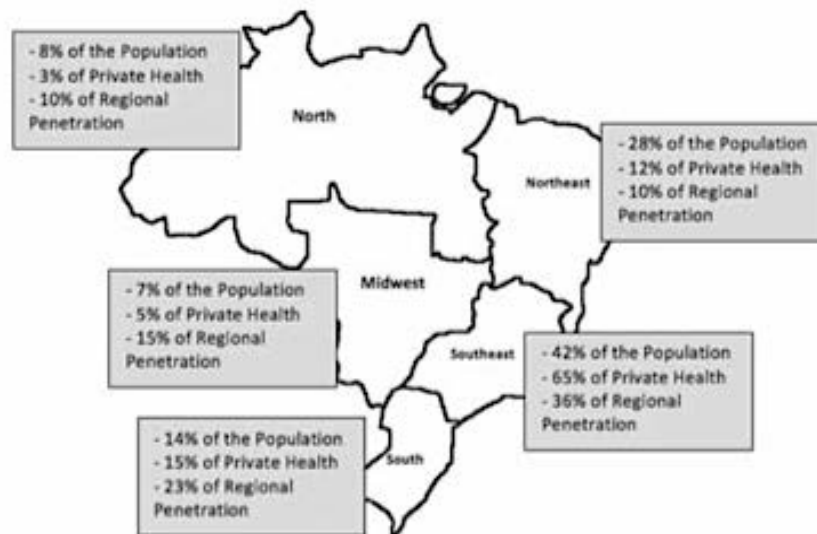 - 8% of the Population
- 3% of Private Health
- 10% of Regional
Penetration
North
- 28% of the Population
- 12% of Private Health
- 10% of Regional
Penetration
Northeast
- 7% of the Population
- 5% of Private Health
- 15% of Regional
Penetration
Midwest
Southeast
- 42% of the Population
- 65% of Private Health
- 36% of Regional
Penetration
- 14% of the Population
- 15% of Private Health
- 23% of Regional
Penetration
South